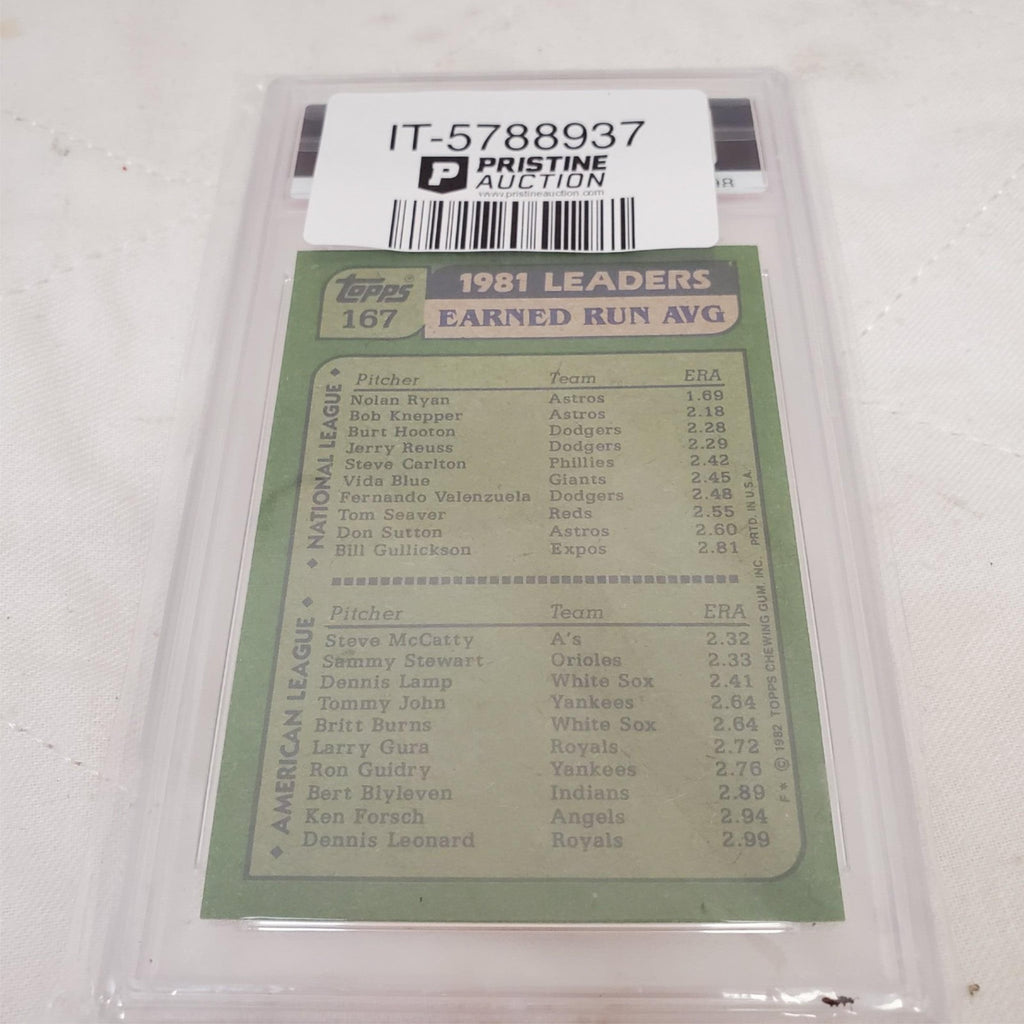 IT-5788937
P PRISTINE
AUCTION
www.pristineauction.com
98
Topps® 1981 LEADERS
167 EARNED RUN AVG
NATIONAL LEAGUE
Pitcher Team ERA
Nolan Ryan Astros 1.69
Bob Knepper Astros 2.18
Burt Hooton Dodgers 2.28
Jerry Reuss Dodgers 2.29
Steve Carlton Phillies 2.42
Vida Blue Giants 2.45
Fernando Valenzuela Dodgers 2.48
Tom Seaver Reds 2.55
Don Sutton Astros 2.60
Bill Gullickson Expos 2.81
AMERICAN LEAGUE
Pitcher Team ERA
Steve McCatty A's 2.32
Sammy Stewart Orioles 2.33
Dennis Lamp White Sox 2.41
Tommy John Yankees 2.64
Britt Burns White Sox 2.64
Larry Gura Royals 2.72
Ron Guidry Yankees 2.76
Bert Blyleven Indians 2.89
Ken Forsch Angels 2.94
Dennis Leonard Royals 2.99
F* © 1982 TOPPS CHEWING GUM, INC. PRTD. IN U.S.A.